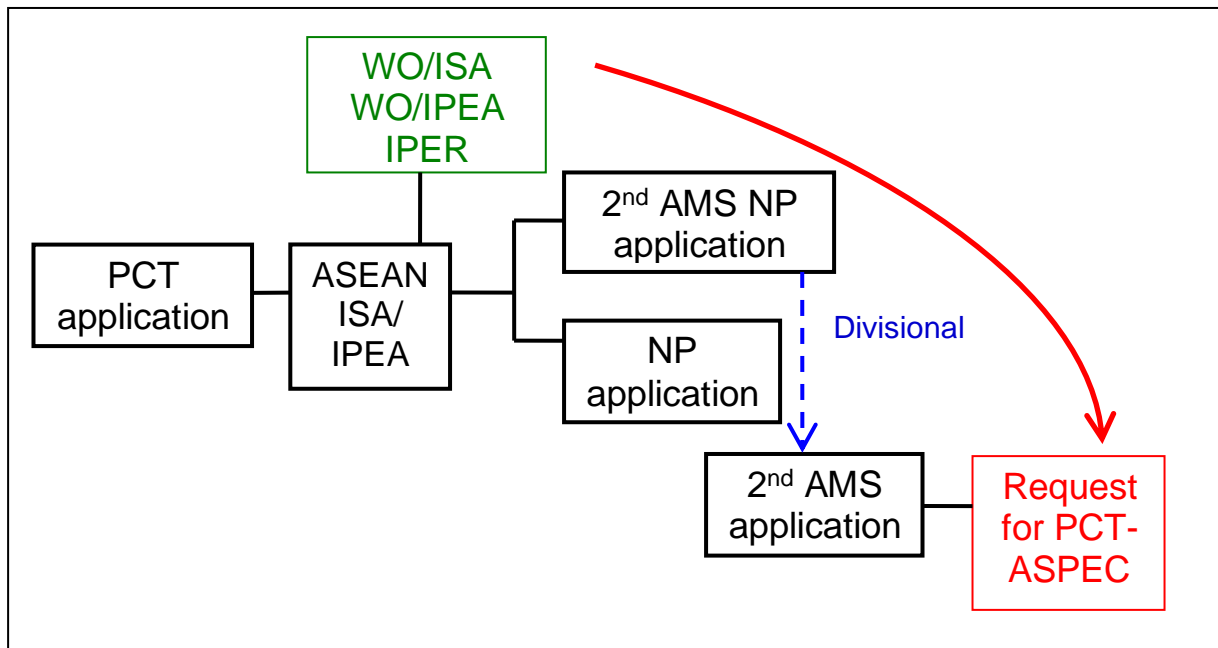 WO/ISA
WO/IPEA
IPER
2nd AMS NP
application
PCT
application
ASEAN
ISA/
IPEA
Divisional
NP
application
2nd AMS
application
Request
for PCT-
ASPEC